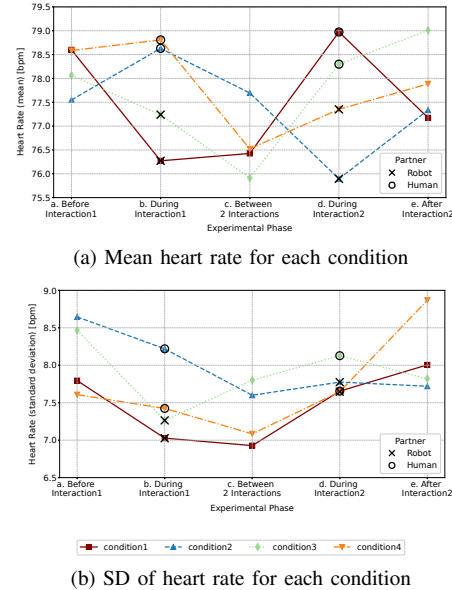 79.5
79.0
78.5
78.0
77.5
77.0
76.5
76.0
75.5
Heart Rate (mean) [bpm]
Partner
Robot
Human
a. Before
Interaction1
b. During
Interaction1
c. Between
2 Interactions
d. During
Interaction2
e. After
Interaction2
Experimental Phase
(a) Mean heart rate for each condition
9.0
8.5
8.0
7.5
7.0
6.5
Heart Rate (standard deviation) [bpm]
Partner
Robot
Human
a. Before
Interaction1
b. During
Interaction1
c. Between
2 Interactions
d. During
Interaction2
e. After
Interaction2
Experimental Phase
condition1 condition2 condition3 condition4
(b) SD of heart rate for each condition